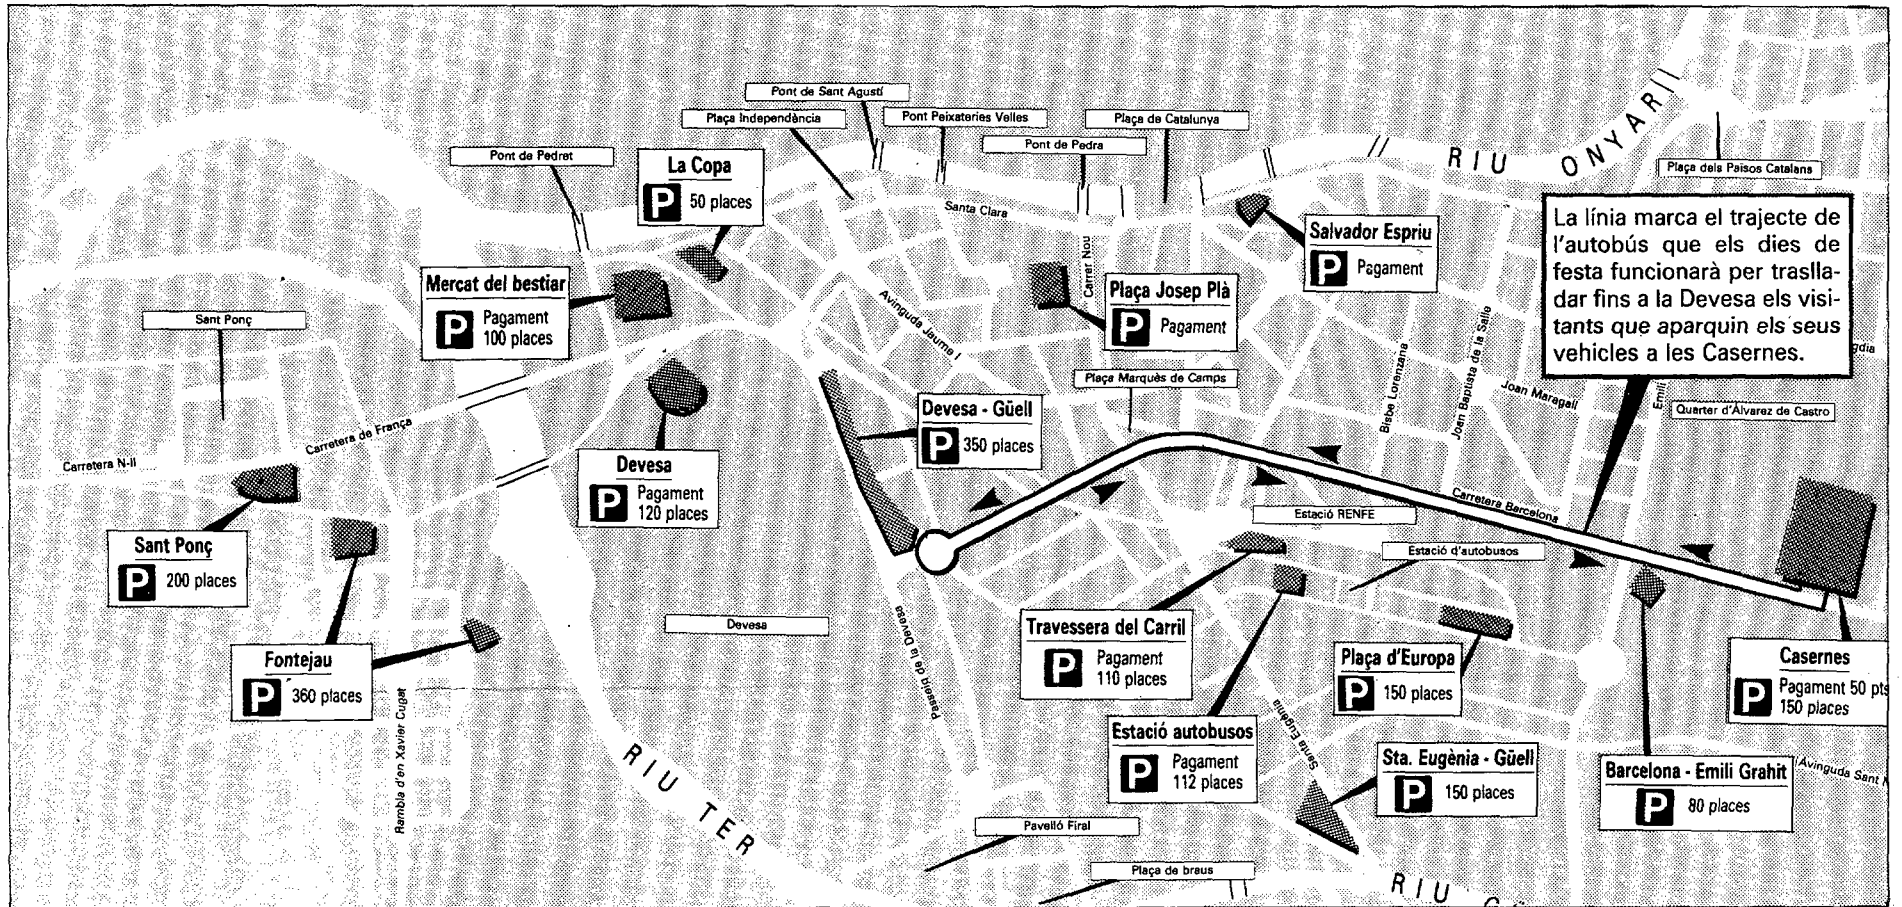 Pont de Sant Agustí
Plaça Independència
Pont Peixateries Velles
Plaça de Catalunya
Pont de Pedret
Pont de Pedra
La Copa
P 50 places
RIU ONYAR
Plaça dels Països Catalans
Santa Clara
Salvador Espriu
P Pagament
La línia marca el trajecte de
l'autobús que els dies de
festa funcionarà per traslla-
dar fins a la Devesa els visi-
tants que aparquin els seus
vehicles a les Casernes.
Mercat del bestiar
P Pagament
100 places
Carrer Nou
Plaça Josep Plà
P Pagament
Sant Ponç
Avinguda Jaume I
Plaça Marquès de Camps
Bisbe Lorenzana
Joan Baptista de la Salle
Joan Maragall
Emili
Quarter d'Álvarez de Castro
Devesa - Güell
P 350 places
Carretera de França
Carretera N-II
Devesa
P Pagament
120 places
Carretera Barcelona
Estació RENFE
Estació d'autobusos
Sant Ponç
P 200 places
Devesa
Passeig de la Devesa
Travessera del Carril
P Pagament
110 places
Fontejau
P 360 places
Plaça d'Europa
P 150 places
Casernes
P Pagament 50 pts
150 places
Rambla d'en Xavier Cugat
Santa Eugènia
Estació autobusos
P Pagament
112 places
Sta. Eugènia - Güell
P 150 places
Barcelona - Emili Grahit
P 80 places
Avinguda Sant
RIU TER
Pavelló Firal
Plaça de braus
RIU